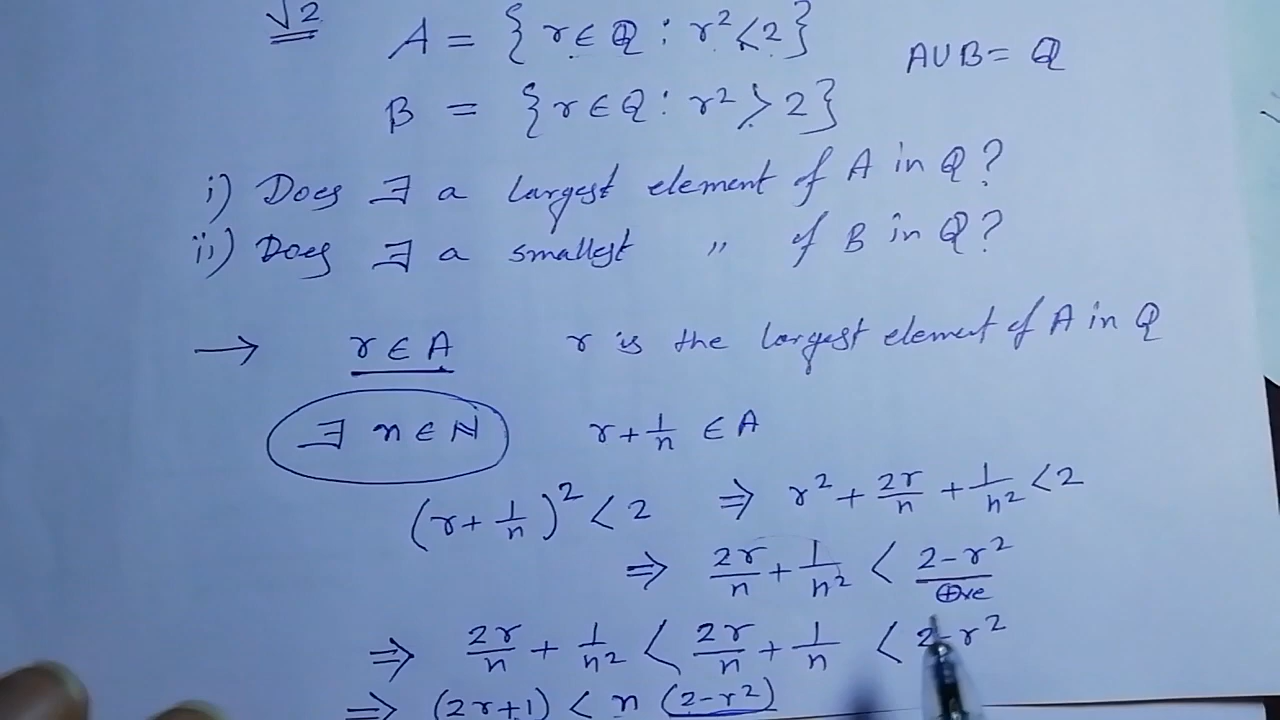 √2
A = {r∈Q : r²<2}
A∪B = Q
B = {r∈Q : r²>2}
i) Does ∃ a largest element of A in Q?
ii) Does ∃ a smallest " of B in Q?
→ r∈A r is the largest element of A in Q
∃ n∈ℕ r+1/n ∈ A
(r+1/n)² < 2 ⇒ r²+2r/n+1/n² < 2
⇒ 2r/n + 1/n² < 2-r²
⊕ve
⇒ 2r/n + 1/n² < 2r/n + 1/n < 2-r²
⇒ (2r+1) < n (2-r²)